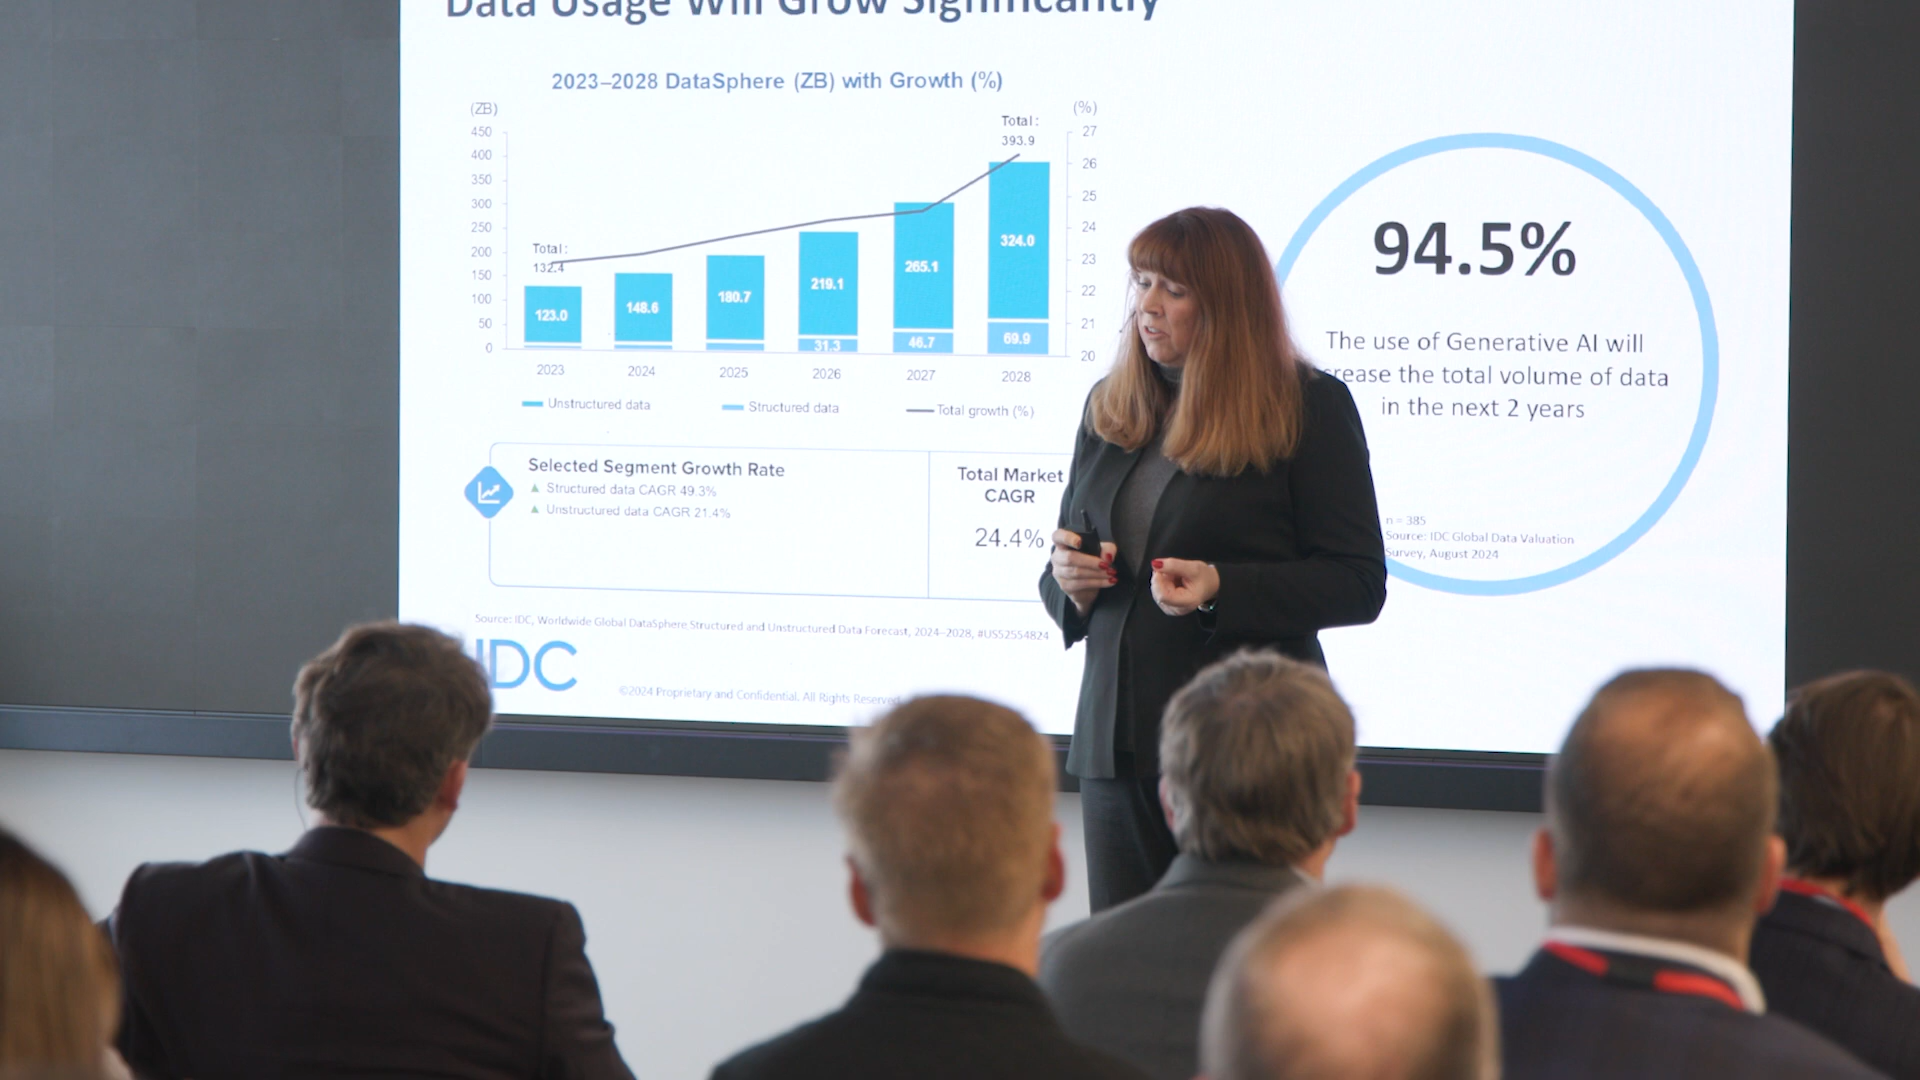 Data Usage Will Grow Significantly
2023–2028 DataSphere (ZB) with Growth (%)
(ZB)
(%)
450
400
350
300
250
200
150
100
50
0
27
26
25
24
23
22
21
20
Total:
132.4
Total:
393.9
123.0
148.6
180.7
219.1
265.1
324.0
31.3
46.7
69.9
2023
2024
2025
2026
2027
2028
Unstructured data
Structured data
Total growth (%)
Selected Segment Growth Rate
Structured data CAGR 49.3%
Unstructured data CAGR 21.4%
Total Market
CAGR
24.4%
Source: IDC, Worldwide Global DataSphere Structured and Unstructured Data Forecast, 2024–2028, #US52554824
IDC
©2024 Proprietary and Confidential. All Rights Reserved
94.5%
The use of Generative AI will
crease the total volume of data
in the next 2 years
n = 385
Source: IDC Global Data Valuation
Survey, August 2024